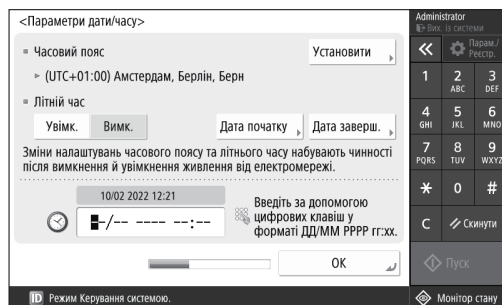 <Параметри дати/часу>
Часовий пояс
Установити
(UTC+01:00) Амстердам, Берлін, Берн
Літній час
Увімк.
Вимк.
Дата початку
Дата заверш.
Зміни налаштувань часового поясу та літнього часу набувають чинності
після вимкнення й увімкнення живлення від електромережі.
10/02 2022 12:21
-/-- ---- --:--
Введіть за допомогою
цифрових клавіш у
форматі ДД/ММ РРРР гг:хх.
OK
ID Режим Керування системою.
Administrator
Вих. із системи
Парам./
Реєстр.
1
2
ABC
3
DEF
4
GHI
5
JKL
6
MNO
7
PQRS
8
TUV
9
WXYZ
*
0
#
C
Скинути
Пуск
Монітор стану